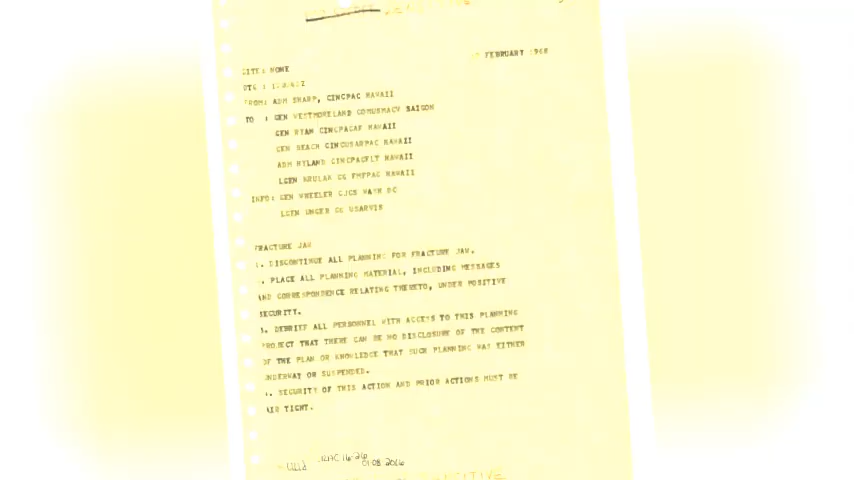 FEBRUARY 1968
CITE: NONE
FROM: ADM SHARP, CINCPAC HAWAII
TO : GEN WESTMORELAND COMUSMACV SAIGON
GEN RYAN CINCPACAF HAWAII
GEN BEACH CINCUSARPAC HAWAII
ADM HYLAND CINCPACFLT HAWAII
LGEN KRULAK CG FMFPAC HAWAII
INFO: GEN WHEELER CJCS WASH DC
LGEN UNGER CG USARYIS
FRACTURE JAW
. DISCONTINUE ALL PLANNING FOR FRACTURE JAW.
. PLACE ALL PLANNING MATERIAL, INCLUDING MESSAGES
AND CORRESPONDENCE RELATING THERETO, UNDER POSITIVE
SECURITY.
3. DEBRIEF ALL PERSONNEL WITH ACCESS TO THIS PLANNING
PROJECT THAT THERE CAN BE NO DISCLOSURE OF THE CONTENT
OF THE PLAN OR KNOWLEDGE THAT SUCH PLANNING WAS EITHER
UNDERWAY OR SUSPENDED.
. SECURITY OF THIS ACTION AND PRIOR ACTIONS MUST BE
AIR TIGHT.